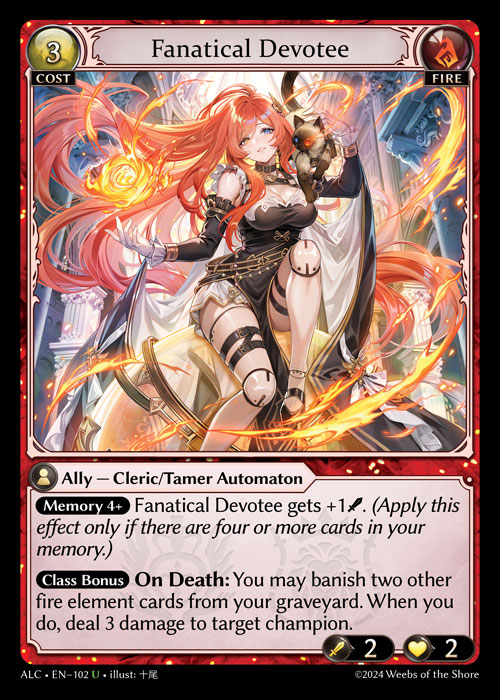 3
COST
Fanatical Devotee
FIRE
Ally — Cleric/Tamer Automaton
Memory 4+ Fanatical Devotee gets +1. (Apply this
effect only if there are four or more cards in your
memory.)
Class Bonus On Death: You may banish two other
fire element cards from your graveyard. When you
do, deal 3 damage to target champion.
2
2
ALC • EN–102 U • illust: 十尾
©2024 Weebs of the Shore